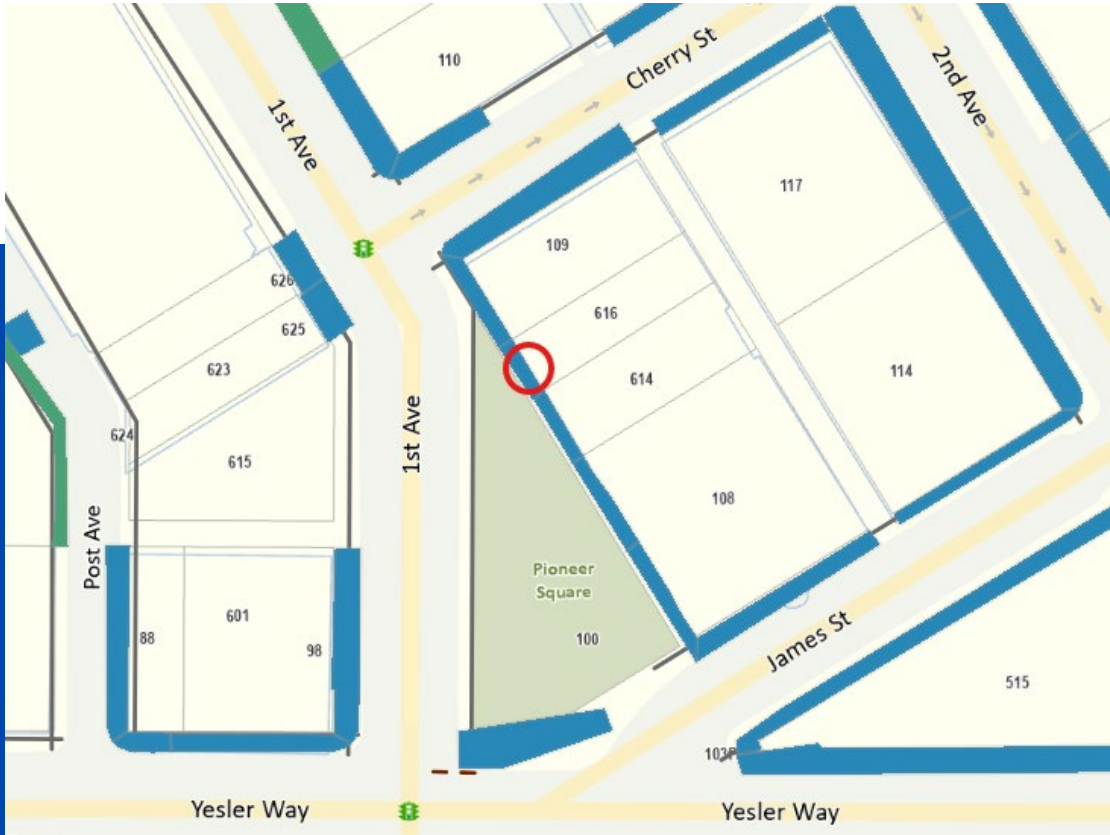 110
Cherry St
1st Ave
2nd Ave
117
109
626
616
625
623
614
114
624
1st Ave
615
108
Post Ave
Pioneer
Square
601
88
98
100
James St
515
103
Yesler Way
Yesler Way